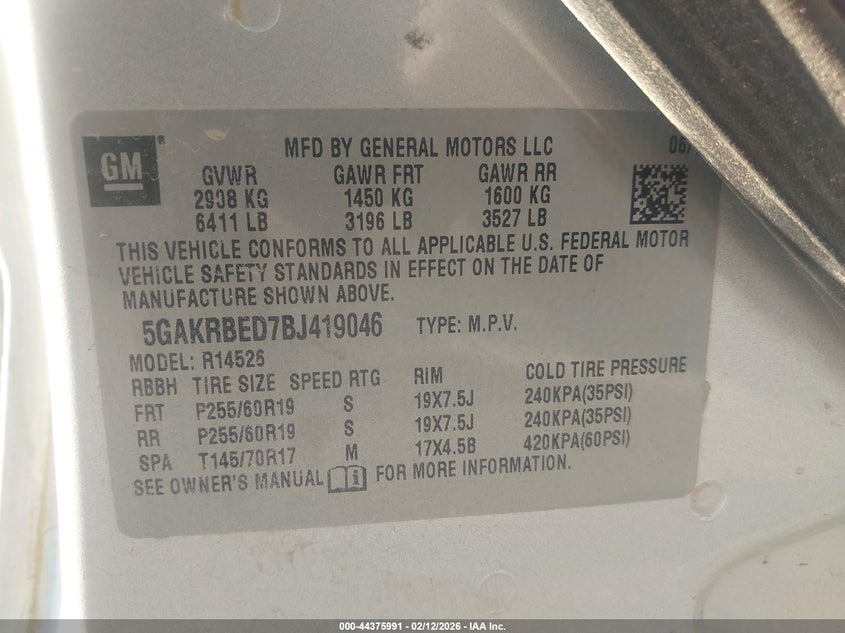 GM ®
MFD BY GENERAL MOTORS LLC
GVWR GAWR FRT GAWR RR
2908 KG 1450 KG 1600 KG
6411 LB 3196 LB 3527 LB
THIS VEHICLE CONFORMS TO ALL APPLICABLE U.S. FEDERAL MOTOR
VEHICLE SAFETY STANDARDS IN EFFECT ON THE DATE OF
MANUFACTURE SHOWN ABOVE.
5GAKRBED7BJ419046 TYPE: M.P.V.
MODEL: R14526
RBBH TIRE SIZE SPEED RTG RIM COLD TIRE PRESSURE
FRT P255/60R19 S 19X7.5J 240KPA(35PSI)
RR P255/60R19 S 19X7.5J 240KPA(35PSI)
SPA T145/70R17 M 17X4.5B 420KPA(60PSI)
SEE OWNER'S MANUAL i FOR MORE INFORMATION.
000-44375991 - 02/12/2026 - IAA Inc.